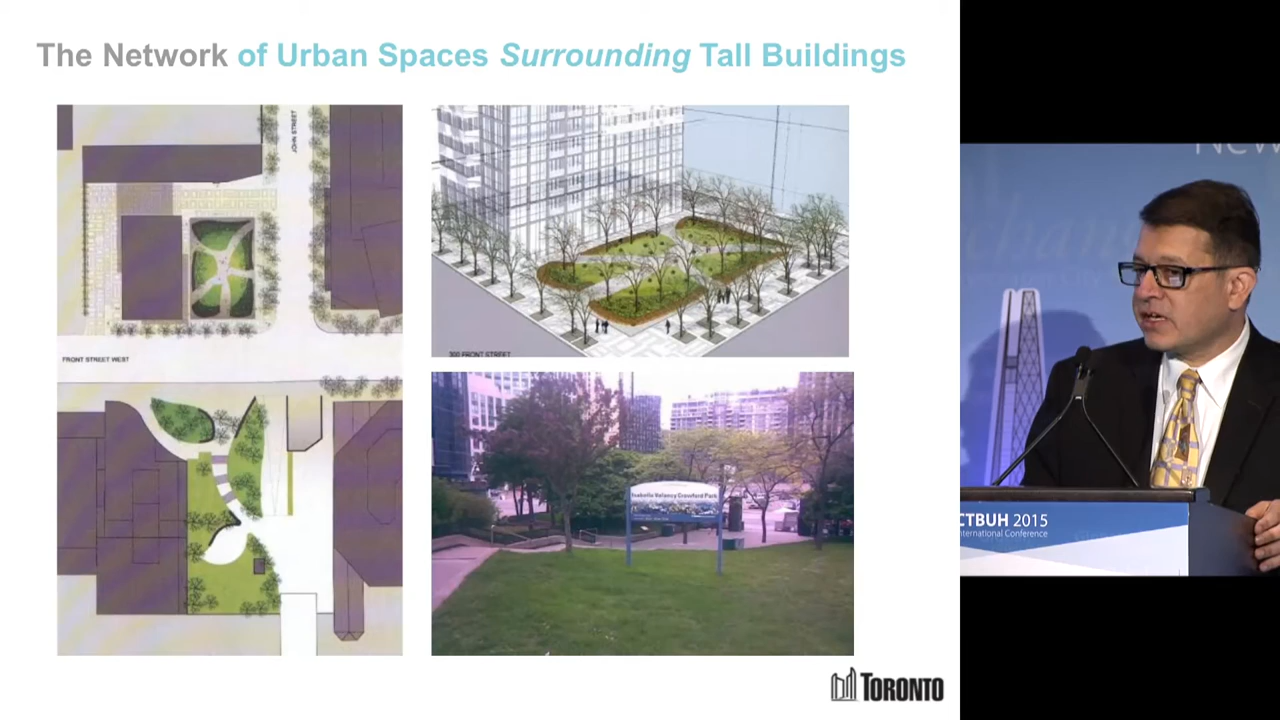 The Network of Urban Spaces Surrounding Tall Buildings
JOHN STREET
FRONT STREET WEST
300 FRONT STREET
Isabella Valancy Crawford Park
TORONTO
New
CTBUH 2015
International Conference